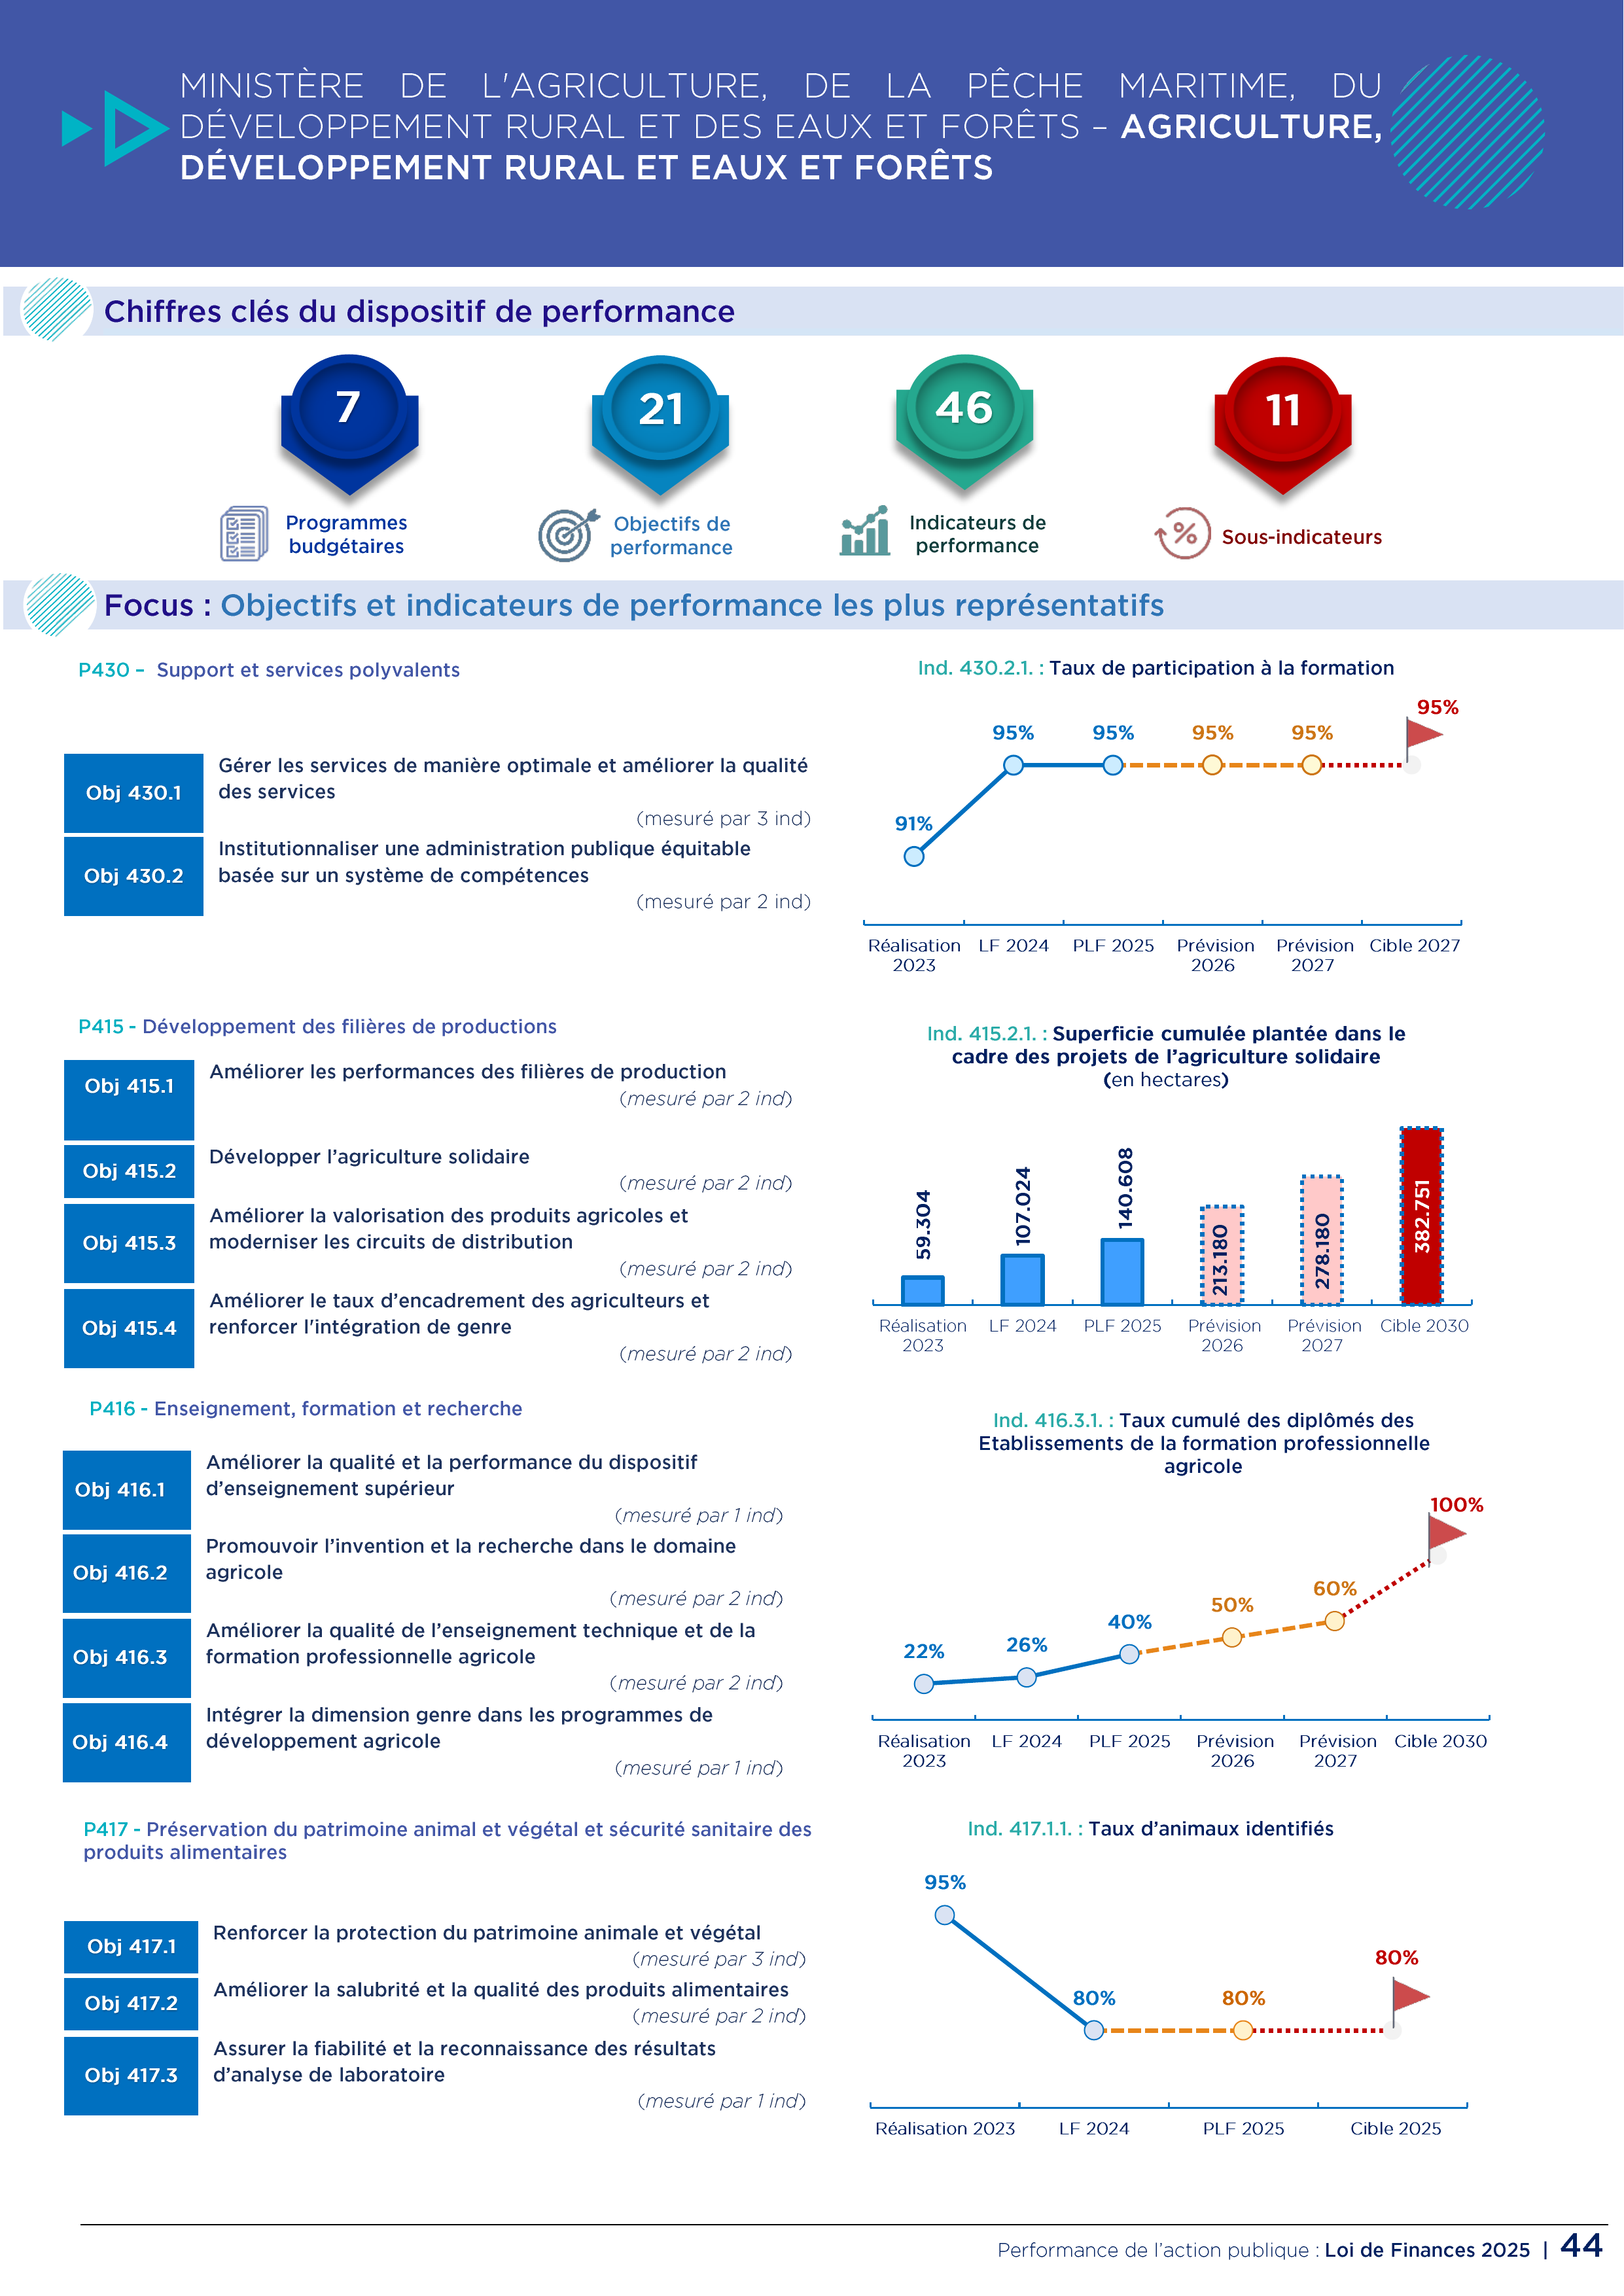 MINISTÈRE DE L'AGRICULTURE, DE LA PÊCHE MARITIME, DU
DÉVELOPPEMENT RURAL ET DES EAUX ET FORÊTS – AGRICULTURE,
DÉVELOPPEMENT RURAL ET EAUX ET FORÊTS
Chiffres clés du dispositif de performance
7
21
46
11
Programmes
budgétaires
Objectifs de
performance
Indicateurs de
performance
%
Sous-indicateurs
Focus : Objectifs et indicateurs de performance les plus représentatifs
P430 – Support et services polyvalents
Obj 430.1
Gérer les services de manière optimale et améliorer la qualité
des services
(mesuré par 3 ind)
Obj 430.2
Institutionnaliser une administration publique équitable
basée sur un système de compétences
(mesuré par 2 ind)
Ind. 430.2.1. : Taux de participation à la formation
91%
95%
95%
95%
95%
95%
Réalisation
2023
LF 2024
PLF 2025
Prévision
2026
Prévision
2027
Cible 2027
P415 - Développement des filières de productions
Obj 415.1
Améliorer les performances des filières de production
(mesuré par 2 ind)
Obj 415.2
Développer l’agriculture solidaire
(mesuré par 2 ind)
Obj 415.3
Améliorer la valorisation des produits agricoles et
moderniser les circuits de distribution
(mesuré par 2 ind)
Obj 415.4
Améliorer le taux d’encadrement des agriculteurs et
renforcer l'intégration de genre
(mesuré par 2 ind)
Ind. 415.2.1. : Superficie cumulée plantée dans le
cadre des projets de l’agriculture solidaire
(en hectares)
59.304
107.024
140.608
213.180
278.180
382.751
Réalisation
2023
LF 2024
PLF 2025
Prévision
2026
Prévision
2027
Cible 2030
P416 - Enseignement, formation et recherche
Obj 416.1
Améliorer la qualité et la performance du dispositif
d’enseignement supérieur
(mesuré par 1 ind)
Obj 416.2
Promouvoir l’invention et la recherche dans le domaine
agricole
(mesuré par 2 ind)
Obj 416.3
Améliorer la qualité de l’enseignement technique et de la
formation professionnelle agricole
(mesuré par 2 ind)
Obj 416.4
Intégrer la dimension genre dans les programmes de
développement agricole
(mesuré par 1 ind)
Ind. 416.3.1. : Taux cumulé des diplômés des
Etablissements de la formation professionnelle
agricole
22%
26%
40%
50%
60%
100%
Réalisation
2023
LF 2024
PLF 2025
Prévision
2026
Prévision
2027
Cible 2030
P417 - Préservation du patrimoine animal et végétal et sécurité sanitaire des
produits alimentaires
Obj 417.1
Renforcer la protection du patrimoine animale et végétal
(mesuré par 3 ind)
Obj 417.2
Améliorer la salubrité et la qualité des produits alimentaires
(mesuré par 2 ind)
Obj 417.3
Assurer la fiabilité et la reconnaissance des résultats
d’analyse de laboratoire
(mesuré par 1 ind)
Ind. 417.1.1. : Taux d’animaux identifiés
95%
80%
80%
80%
Réalisation 2023
LF 2024
PLF 2025
Cible 2025
Performance de l’action publique : Loi de Finances 2025 | 44